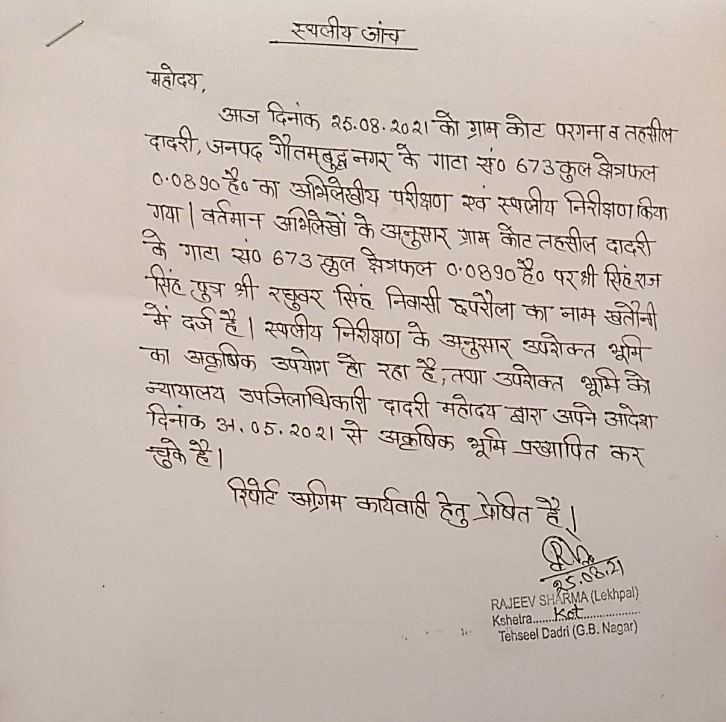 स्थलीय जांच
महोदय,
आज दिनांक 25.08.2021 को ग्राम कोट परगना व तहसील
दादरी, जनपद गौतमबुद्ध नगर के गाटा सं० 673 कुल क्षेत्रफल
0.0890 है० का अभिलेखीय परीक्षण एवं स्थलीय निरीक्षण किया
गया। वर्तमान अभिलेखों के अनुसार ग्राम कोट तहसील दादरी
के गाटा सं० 673 कुल क्षेत्रफल 0.0890 है० पर श्री सिंहराज
सिंह पुत्र श्री रघुवर सिंह निवासी छपरौला का नाम खतौनी
में दर्ज है। स्थलीय निरीक्षण के अनुसार उपरोक्त भूमि
का अकृषिक उपयोग हो रहा है, तथा उपरोक्त भूमि को
न्यायालय उपजिलाधिकारी दादरी महोदय द्वारा अपने आदेश
दिनांक 31.05.2021 से अकृषिक भूमि प्रख्यापित कर
चुके है।
रिपोर्ट अग्रिम कार्यवाही हेतु प्रेषित है।
25.08.21
RAJEEV SHARMA (Lekhpal)
Kshetra......Kot..................
Tehseel Dadri (G.B. Nagar)